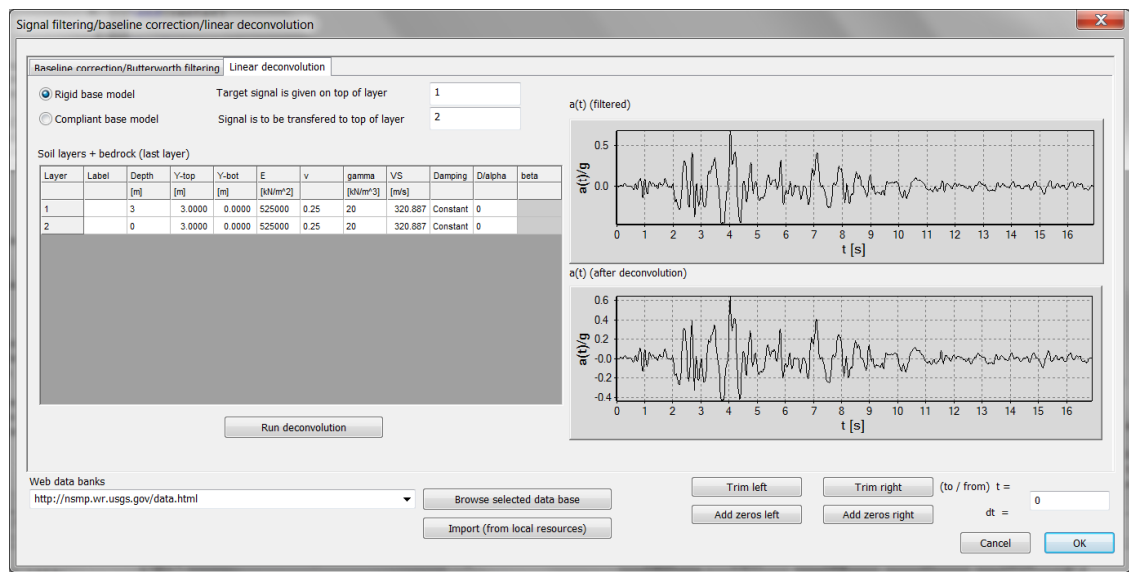 Signal filtering/baseline correction/linear deconvolution
X
Baseline correction/Butterworth filtering Linear deconvolution
Rigid base model Target signal is given on top of layer 1
Compliant base model Signal is to be transfered to top of layer 2
Soil layers + bedrock (last layer)
Layer Label Depth Y-top Y-bot E v gamma VS Damping D/alpha beta
[m] [m] [m] [kN/m^2] [kN/m^3] [m/s]
1 3 3.0000 0.0000 525000 0.25 20 320.887 Constant 0
2 0 3.0000 0.0000 525000 0.25 20 320.887 Constant 0
Run deconvolution
a(t) (filtered)
a(t)/g
0.5
0.0
0 1 2 3 4 5 6 7 8 9 10 11 12 13 14 15 16
t [s]
a(t) (after deconvolution)
a(t)/g
0.6
0.4
0.2
-0.0
-0.2
-0.4
0 1 2 3 4 5 6 7 8 9 10 11 12 13 14 15 16
t [s]
Web data banks
http://nsmp.wr.usgs.gov/data.html
Browse selected data base
Import (from local resources)
Trim left Trim right (to / from) t =
0
Add zeros left Add zeros right dt =
Cancel OK